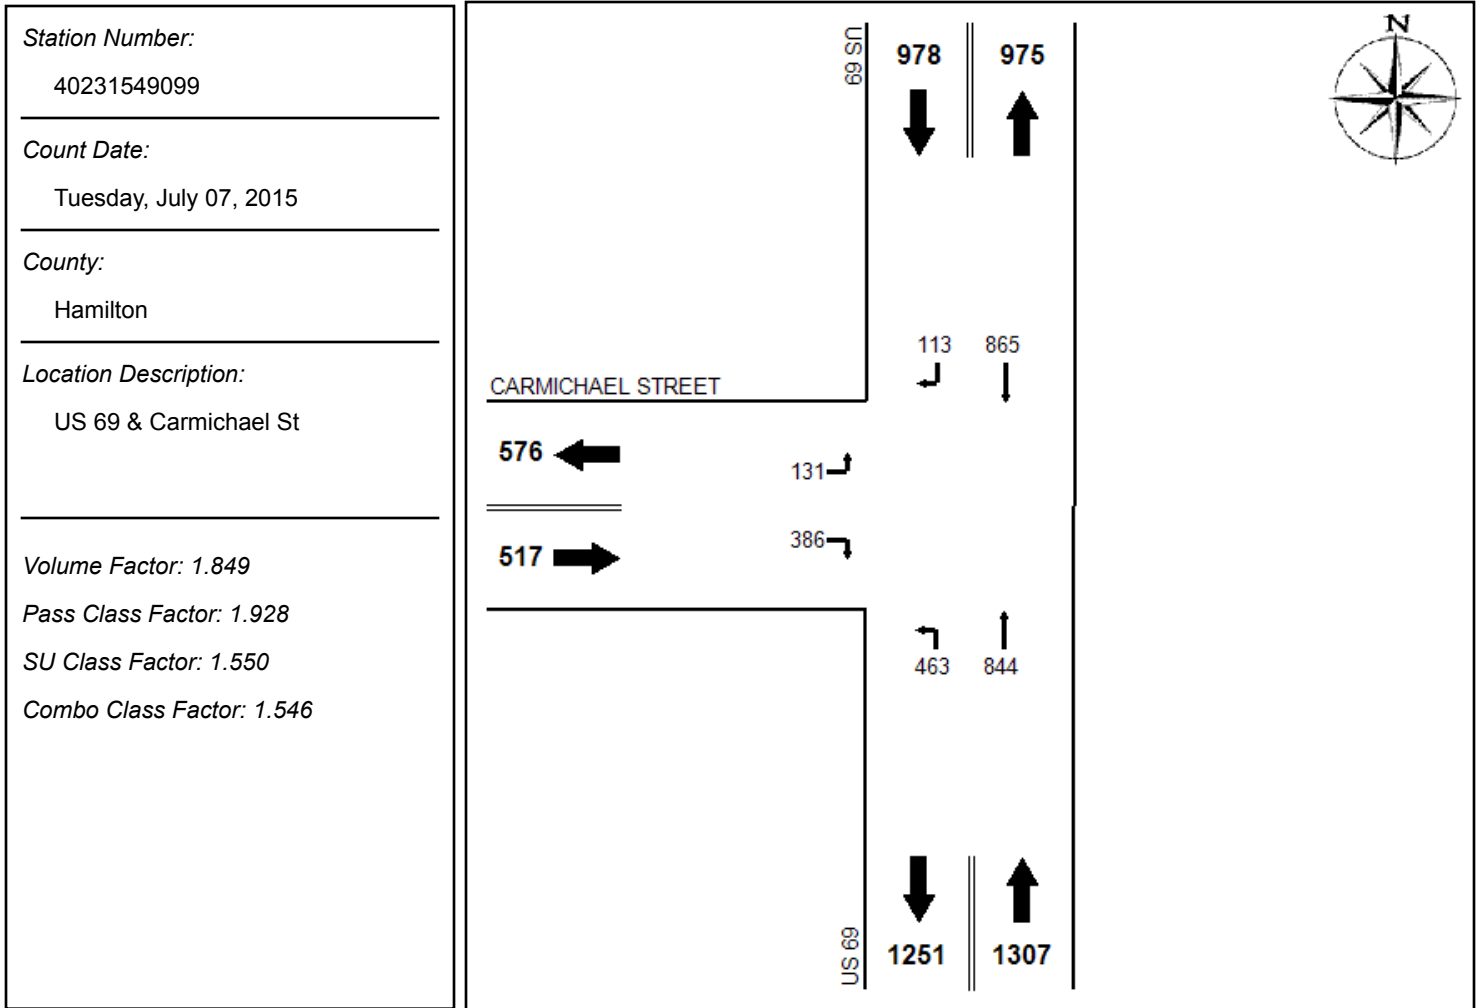 Station Number:
40231549099
Count Date:
Tuesday, July 07, 2015
County:
Hamilton
Location Description:
US 69 & Carmichael St
Volume Factor: 1.849
Pass Class Factor: 1.928
SU Class Factor: 1.550
Combo Class Factor: 1.546
US 69
978
975
N
113
865
CARMICHAEL STREET
576
131
517
386
463
844
US 69
1251
1307